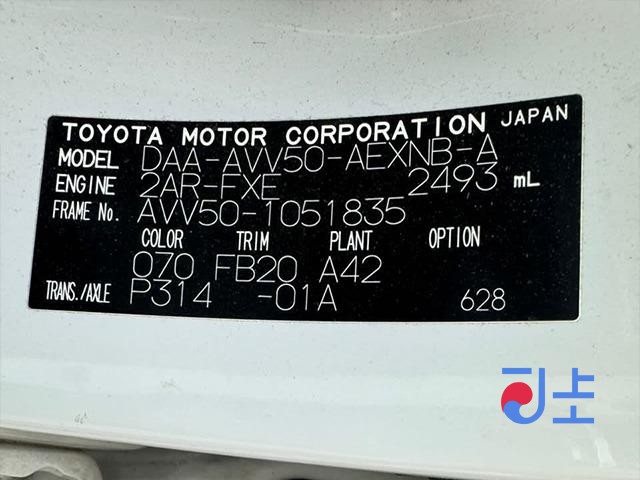 TOYOTA MOTOR CORPORATION JAPAN
MODEL DAA-AVV50-AEXNB-A
ENGINE 2AR-FXE 2493 mL
FRAME No. AVV50-1051835
COLOR TRIM PLANT OPTION
070 FB20 A42
TRANS./AXLE P314 -01A 628